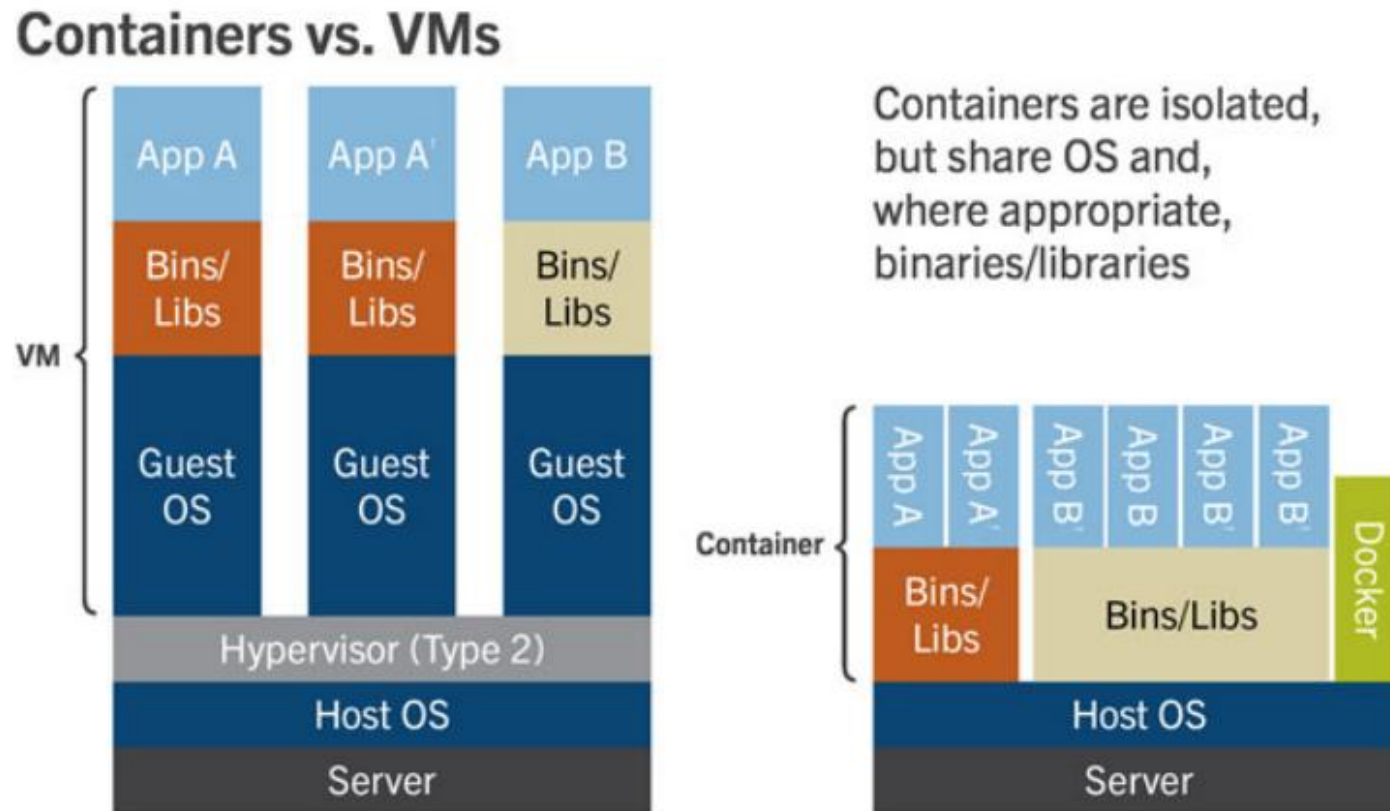 Containers vs. VMs
App A
App A'
App B
Bins/
Libs
Bins/
Libs
Bins/
Libs
VM
Guest
OS
Guest
OS
Guest
OS
Hypervisor (Type 2)
Host OS
Server
Containers are isolated,
but share OS and,
where appropriate,
binaries/libraries
Container
App A
App A'
App B'
App B
App B'
App B'
Docker
Bins/
Libs
Bins/Libs
Host OS
Server